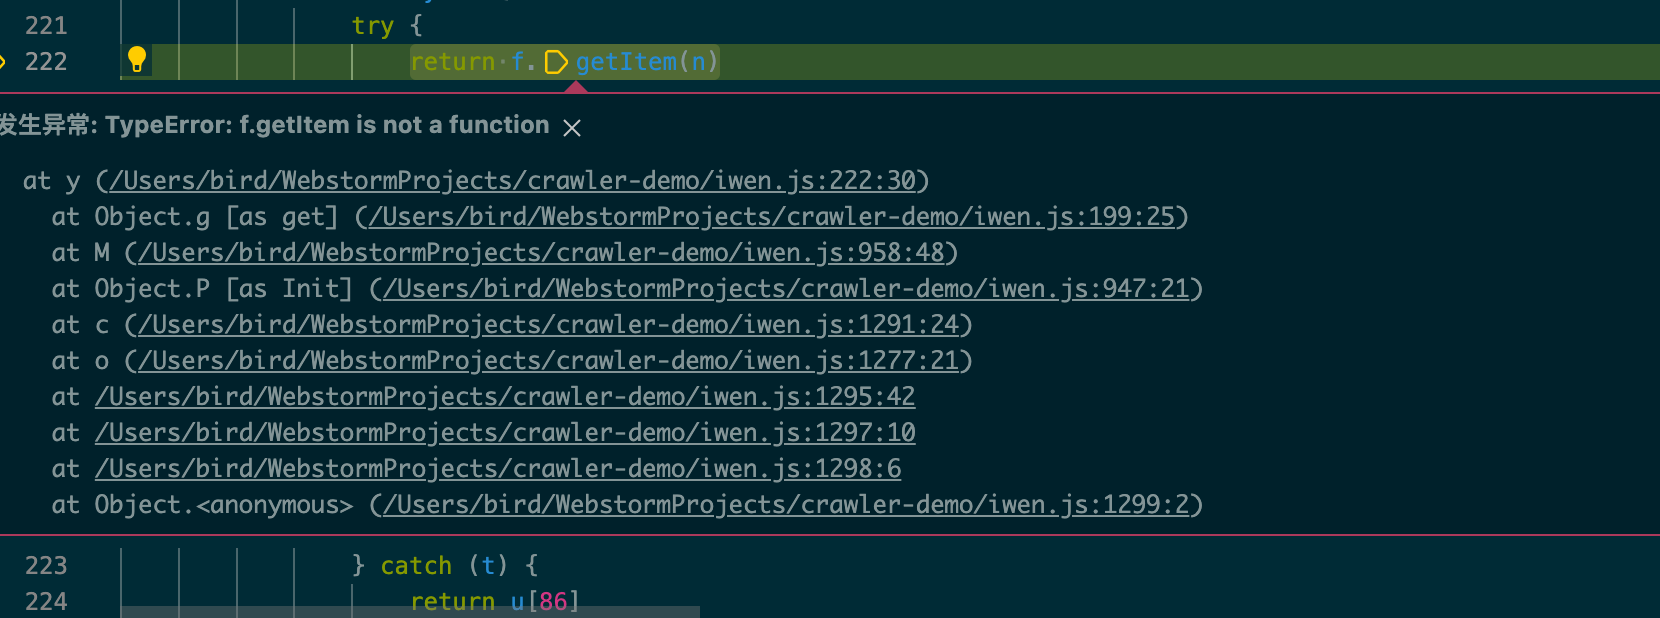 221 try {
222 return f.getItem(n)
发生异常: TypeError: f.getItem is not a function
at y (/Users/bird/WebstormProjects/crawler-demo/iwen.js:222:30)
at Object.g [as get] (/Users/bird/WebstormProjects/crawler-demo/iwen.js:199:25)
at M (/Users/bird/WebstormProjects/crawler-demo/iwen.js:958:48)
at Object.P [as Init] (/Users/bird/WebstormProjects/crawler-demo/iwen.js:947:21)
at c (/Users/bird/WebstormProjects/crawler-demo/iwen.js:1291:24)
at o (/Users/bird/WebstormProjects/crawler-demo/iwen.js:1277:21)
at /Users/bird/WebstormProjects/crawler-demo/iwen.js:1295:42
at /Users/bird/WebstormProjects/crawler-demo/iwen.js:1297:10
at /Users/bird/WebstormProjects/crawler-demo/iwen.js:1298:6
at Object.<anonymous> (/Users/bird/WebstormProjects/crawler-demo/iwen.js:1299:2)
223 } catch (t) {
224 return u[86]